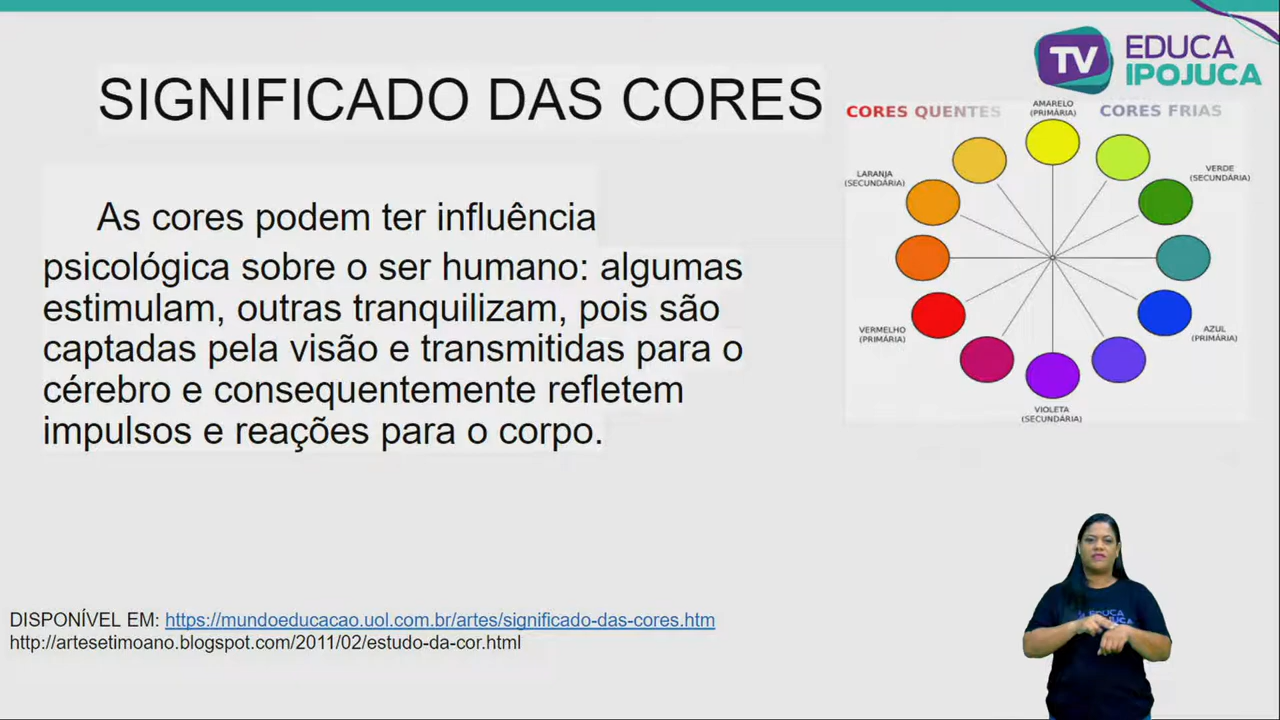 TV EDUCA
IPOJUCA
SIGNIFICADO DAS CORES
CORES QUENTES
AMARELO
(PRIMÁRIA)
CORES FRIAS
LARANJA
(SECUNDÁRIA)
VERDE
(SECUNDÁRIA)
VERMELHO
(PRIMÁRIA)
AZUL
(PRIMÁRIA)
VIOLETA
(SECUNDÁRIA)
As cores podem ter influência
psicológica sobre o ser humano: algumas
estimulam, outras tranquilizam, pois são
captadas pela visão e transmitidas para o
cérebro e consequentemente refletem
impulsos e reações para o corpo.
DISPONÍVEL EM: https://mundoeducacao.uol.com.br/artes/significado-das-cores.htm
http://artesetimoano.blogspot.com/2011/02/estudo-da-cor.html
EDUCA